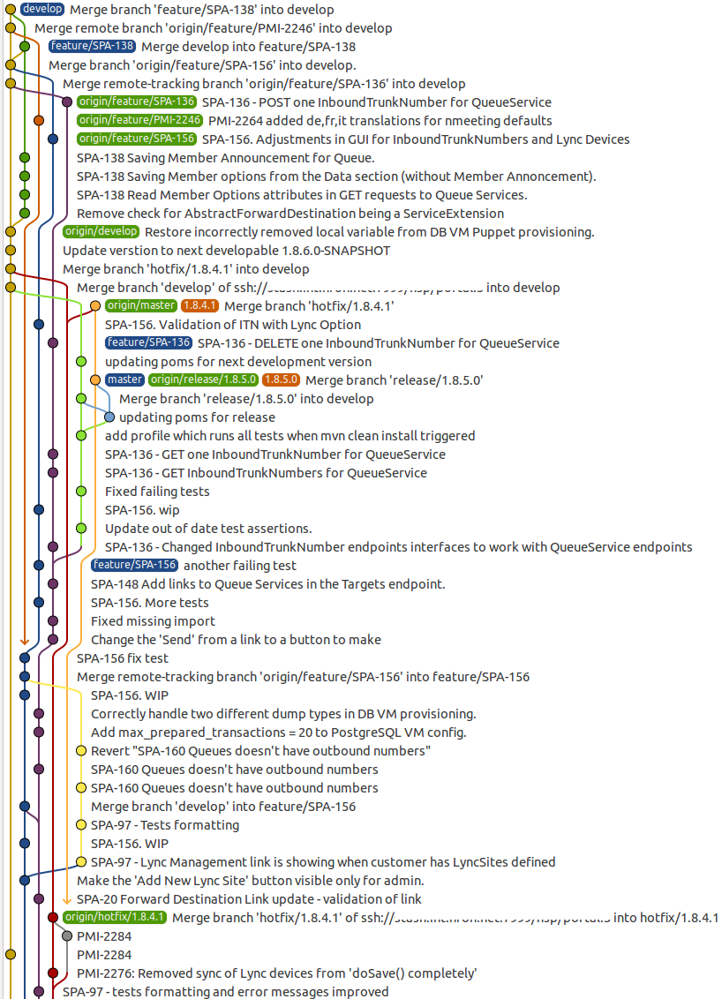 develop Merge branch 'feature/SPA-138' into develop
Merge remote branch 'origin/feature/PMI-2246' into develop
feature/SPA-138 Merge develop into feature/SPA-138
Merge branch 'origin/feature/SPA-156' into develop.
Merge remote-tracking branch 'origin/feature/SPA-136' into develop
origin/feature/SPA-136 SPA-136 - POST one InboundTrunkNumber for QueueService
origin/feature/PMI-2246 PMI-2264 added de,fr,it translations for nmeeting defaults
origin/feature/SPA-156 SPA-156. Adjustments in GUI for InboundTrunkNumbers and Lync Devices
SPA-138 Saving Member Announcement for Queue.
SPA-138 Saving Member options from the Data section (without Member Annoncement).
SPA-138 Read Member Options attributes in GET requests to Queue Services.
Remove check for AbstractForwardDestination being a ServiceExtension
origin/develop Restore incorrectly removed local variable from DB VM Puppet provisioning.
Update verstion to next developable 1.8.6.0-SNAPSHOT
Merge branch 'hotfix/1.8.4.1' into develop
Merge branch 'develop' of ssh:// into develop
origin/master 1.8.4.1 Merge branch 'hotfix/1.8.4.1'
SPA-156. Validation of ITN with Lync Option
feature/SPA-136 SPA-136 - DELETE one InboundTrunkNumber for QueueService
updating poms for next development version
master origin/release/1.8.5.0 1.8.5.0 Merge branch 'release/1.8.5.0'
Merge branch 'release/1.8.5.0' into develop
updating poms for release
add profile which runs all tests when mvn clean install triggered
SPA-136 - GET one InboundTrunkNumber for QueueService
SPA-136 - GET InboundTrunkNumbers for QueueService
Fixed failing tests
SPA-156. wip
Update out of date test assertions.
SPA-136 - Changed InboundTrunkNumber endpoints interfaces to work with QueueService endpoints
feature/SPA-156 another failing test
SPA-148 Add links to Queue Services in the Targets endpoint.
SPA-156. More tests
Fixed missing import
Change the 'Send' from a link to a button to make
SPA-156 fix test
Merge remote-tracking branch 'origin/feature/SPA-156' into feature/SPA-156
SPA-156. WIP
Correctly handle two different dump types in DB VM provisioning.
Add max_prepared_transactions = 20 to PostgreSQL VM config.
Revert "SPA-160 Queues doesn't have outbound numbers"
SPA-160 Queues doesn't have outbound numbers
SPA-160 Queues doesn't have outbound numbers
Merge branch 'develop' into feature/SPA-156
SPA-97 - Tests formatting
SPA-156. WIP
SPA-97 - Lync Management link is showing when customer has LyncSites defined
Make the 'Add New Lync Site' button visible only for admin.
SPA-20 Forward Destination Link update - validation of link
origin/hotfix/1.8.4.1 Merge branch 'hotfix/1.8.4.1' of ssh:// into hotfix/1.8.4.1
PMI-2284
PMI-2284
PMI-2276: Removed sync of Lync devices from 'doSave() completely'
SPA-97 - tests formatting and error messages improved